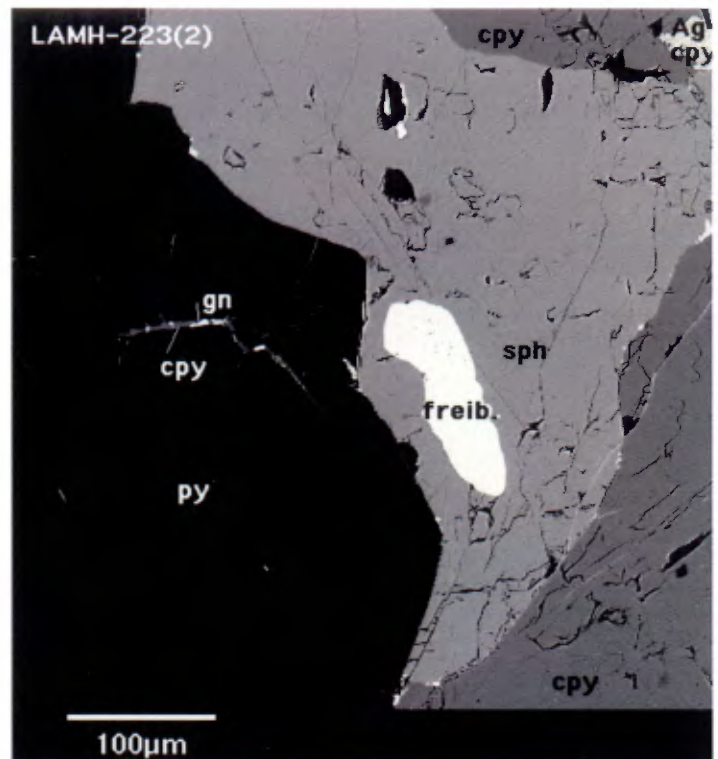 LAMH-223(2)
cpy
Ag
cpy
gn
cpy
sph
freib.
py
cpy
100µm